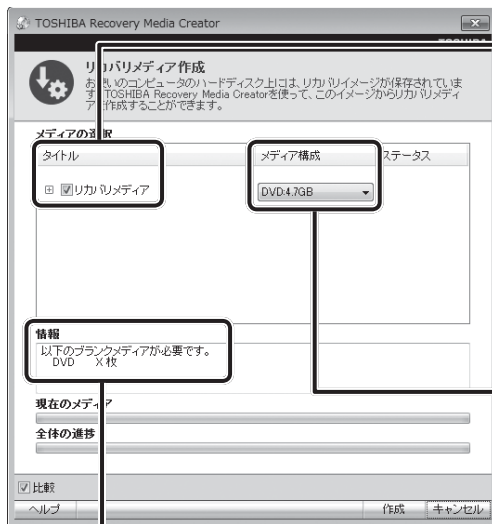 TOSHIBA Recovery Media Creator
リカバリメディア作成
お使いのコンピュータのハードディスク上には、リカバリイメージが保存されていま
す。TOSHIBA Recovery Media Creatorを使って、このイメージからリカバリメディ
アを作成することができます。
メディアの選択
タイトル メディア構成 ステータス
リカバリメディア DVD:4.7GB
情報
以下のブランクメディアが必要です。
DVD X枚
現在のメディア
全体の進捗
比較
ヘルプ 作成 キャンセル